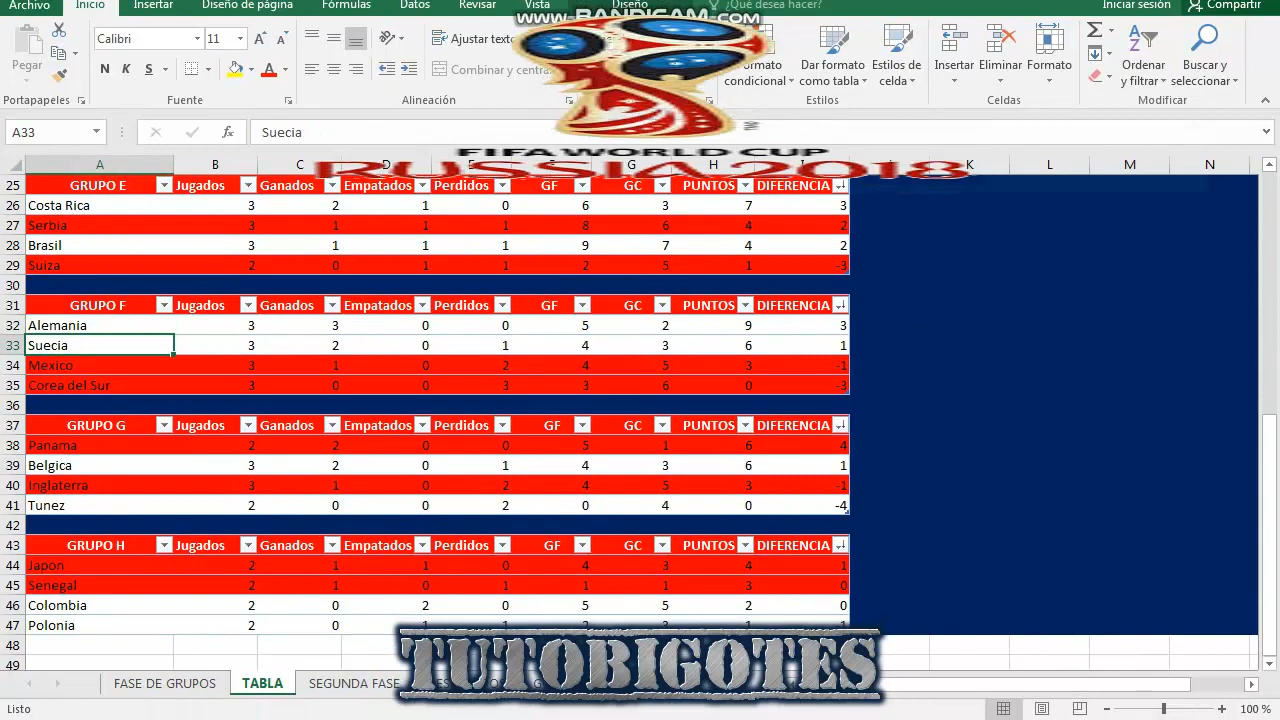 Archivo Inicio Insertar Diseño de página Fórmulas Datos Revisar Vista Diseño ¿Qué desea hacer? Iniciar sesión Compartir
WWW.BANDICAM.COM
Pegar
Calibri 11
N K S
Ajustar texto
Combinar y centrar
Formato condicional
Dar formato como tabla
Estilos de celda
Insertar Eliminar Formato
Ordenar y filtrar
Buscar y seleccionar
Portapapeles Fuente Alineación Estilos Celdas Modificar
A33 fx Suecia
FIFA WORLD CUP
RUSSIA 2018
A B C D E F G H I K L M N
25 GRUPO E Jugados Ganados Empatados Perdidos GF GC PUNTOS DIFERENCIA
26 Costa Rica 3 2 1 0 6 3 7 3
27 Serbia 3 1 1 1 8 6 4 2
28 Brasil 3 1 1 1 9 7 4 2
29 Suiza 2 0 1 1 2 5 1 -3
30
31 GRUPO F Jugados Ganados Empatados Perdidos GF GC PUNTOS DIFERENCIA
32 Alemania 3 3 0 0 5 2 9 3
33 Suecia 3 2 0 1 4 3 6 1
34 Mexico 3 1 0 2 4 5 3 -1
35 Corea del Sur 3 0 0 3 3 6 0 -3
36
37 GRUPO G Jugados Ganados Empatados Perdidos GF GC PUNTOS DIFERENCIA
38 Panama 2 2 0 0 5 1 6 4
39 Belgica 3 2 0 1 4 3 6 1
40 Inglaterra 3 1 0 2 4 5 3 -1
41 Tunez 2 0 0 2 0 4 0 -4
42
43 GRUPO H Jugados Ganados Empatados Perdidos GF GC PUNTOS DIFERENCIA
44 Japon 2 1 1 0 4 3 4 1
45 Senegal 2 1 0 1 1 1 3 0
46 Colombia 2 0 2 0 5 5 2 0
47 Polonia 2 0
48
49
TUTOBIGOTES
FASE DE GRUPOS TABLA SEGUNDA FASE
Listo 100 %